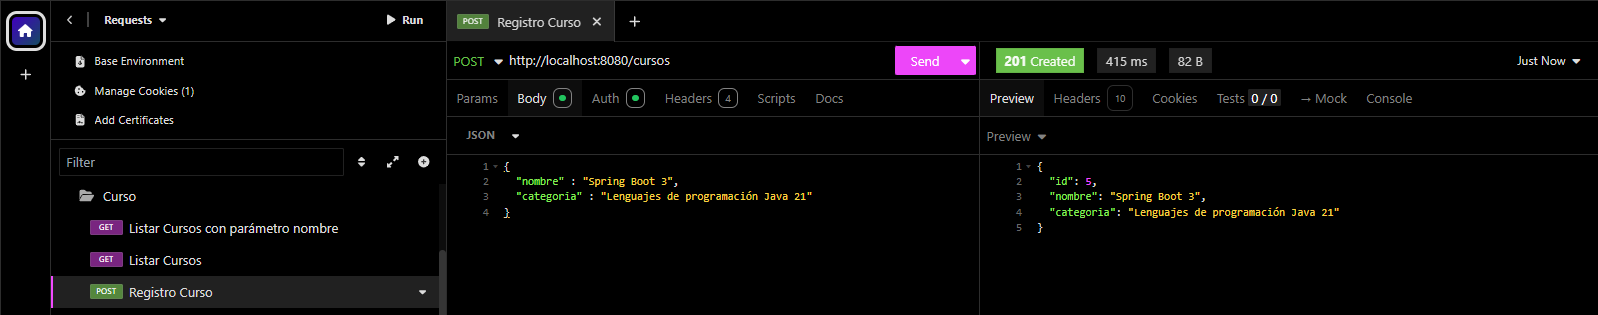 Requests
Run
Base Environment
Manage Cookies (1)
Add Certificates
Filter
Curso
GET Listar Cursos con parámetro nombre
GET Listar Cursos
POST Registro Curso
POST Registro Curso
POST http://localhost:8080/cursos Send
Params Body Auth Headers 4 Scripts Docs
JSON
1 {
2 "nombre" : "Spring Boot 3",
3 "categoria" : "Lenguajes de programación Java 21"
4 }
201 Created 415 ms 82 B Just Now
Preview Headers 10 Cookies Tests 0 / 0 → Mock Console
Preview
1 {
2 "id": 5,
3 "nombre": "Spring Boot 3",
4 "categoria": "Lenguajes de programación Java 21"
5 }